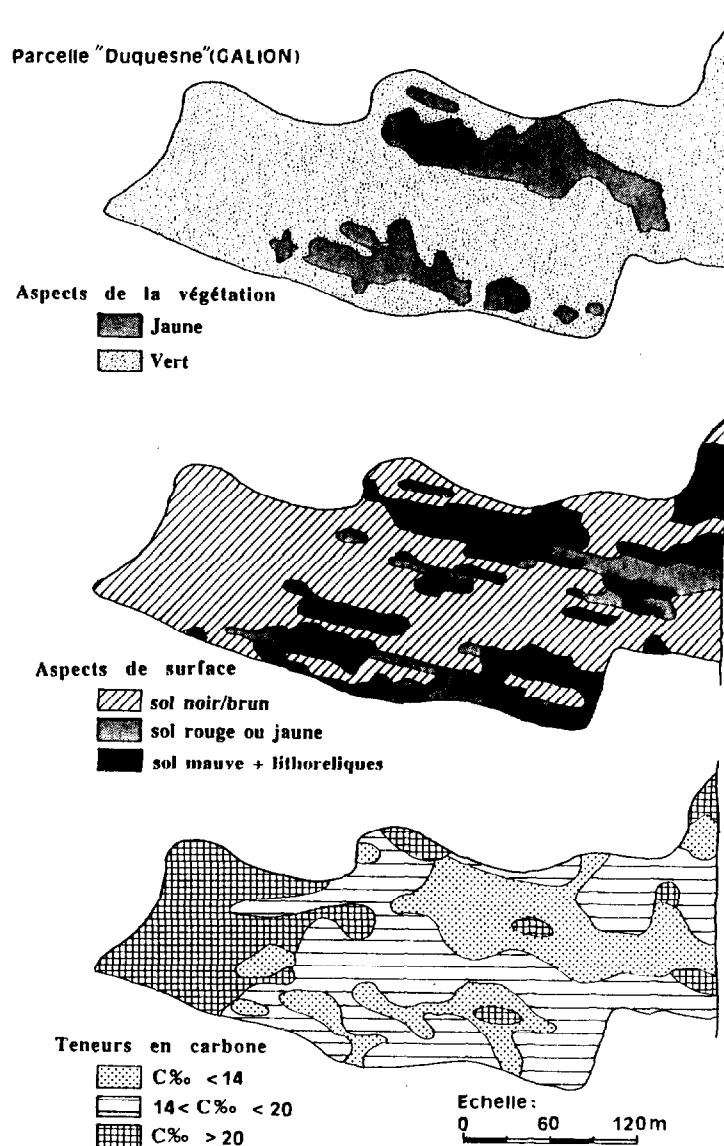 Parcelle "Duquesne"(GALION)
Aspects de la végétation
Jaune
Vert
Aspects de surface
sol noir/brun
sol rouge ou jaune
sol mauve + lithoreliques
Teneurs en carbone
C‰ <14
14< C‰ <20
C‰ >20
Echelle:
0 60 120m